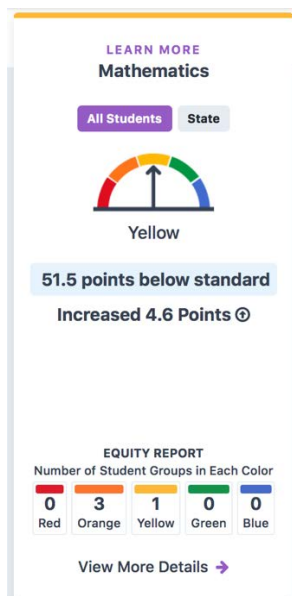 LEARN MORE
Mathematics
All Students State
Yellow
51.5 points below standard
Increased 4.6 Points
EQUITY REPORT
Number of Student Groups in Each Color
0 3 1 0 0
Red Orange Yellow Green Blue
View More Details